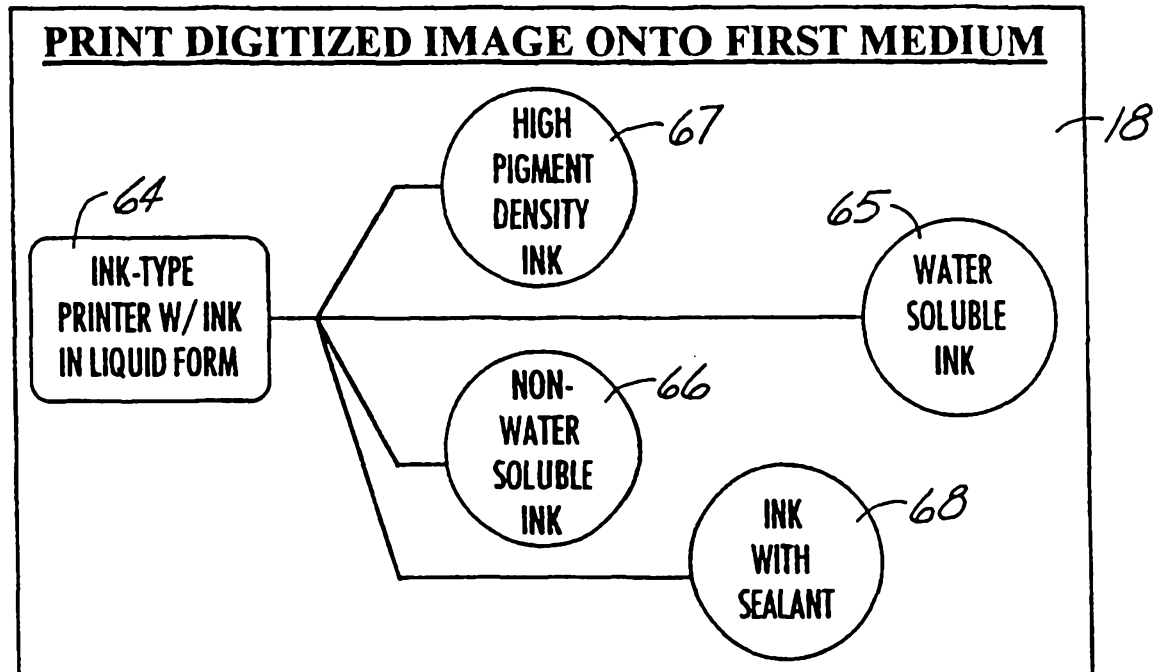 PRINT DIGITIZED IMAGE ONTO FIRST MEDIUM
18
67
HIGH
PIGMENT
DENSITY
INK
64
INK-TYPE
PRINTER W/ INK
IN LIQUID FORM
65
WATER
SOLUBLE
INK
66
NON-
WATER
SOLUBLE
INK
68
INK
WITH
SEALANT